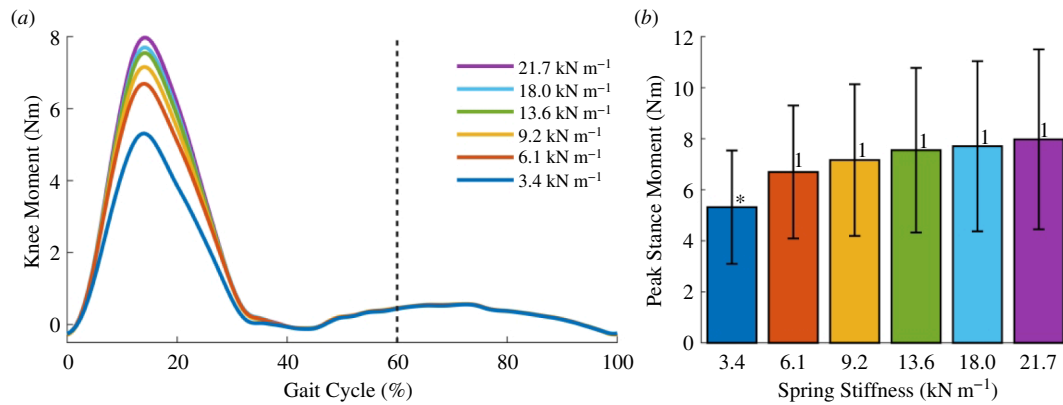 (a)
8
6
4
2
0
Knee Moment (Nm)
21.7 kN m⁻¹
18.0 kN m⁻¹
13.6 kN m⁻¹
9.2 kN m⁻¹
6.1 kN m⁻¹
3.4 kN m⁻¹
0 20 40 60 80 100
Gait Cycle (%)
(b)
12
10
8
6
4
2
0
Peak Stance Moment (Nm)
* 1 1 1 1 1
3.4 6.1 9.2 13.6 18.0 21.7
Spring Stiffness (kN m⁻¹)